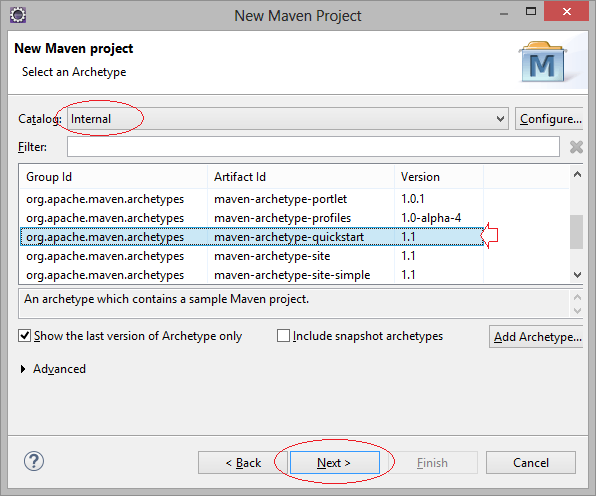 New Maven Project
New Maven project
Select an Archetype
M
Catalog: Internal Configure...
Filter:
Group Id Artifact Id Version
org.apache.maven.archetypes maven-archetype-portlet 1.0.1
org.apache.maven.archetypes maven-archetype-profiles 1.0-alpha-4
org.apache.maven.archetypes maven-archetype-quickstart 1.1
org.apache.maven.archetypes maven-archetype-site 1.1
org.apache.maven.archetypes maven-archetype-site-simple 1.1
An archetype which contains a sample Maven project.
Show the last version of Archetype only Include snapshot archetypes Add Archetype...
Advanced
? < Back Next > Finish Cancel